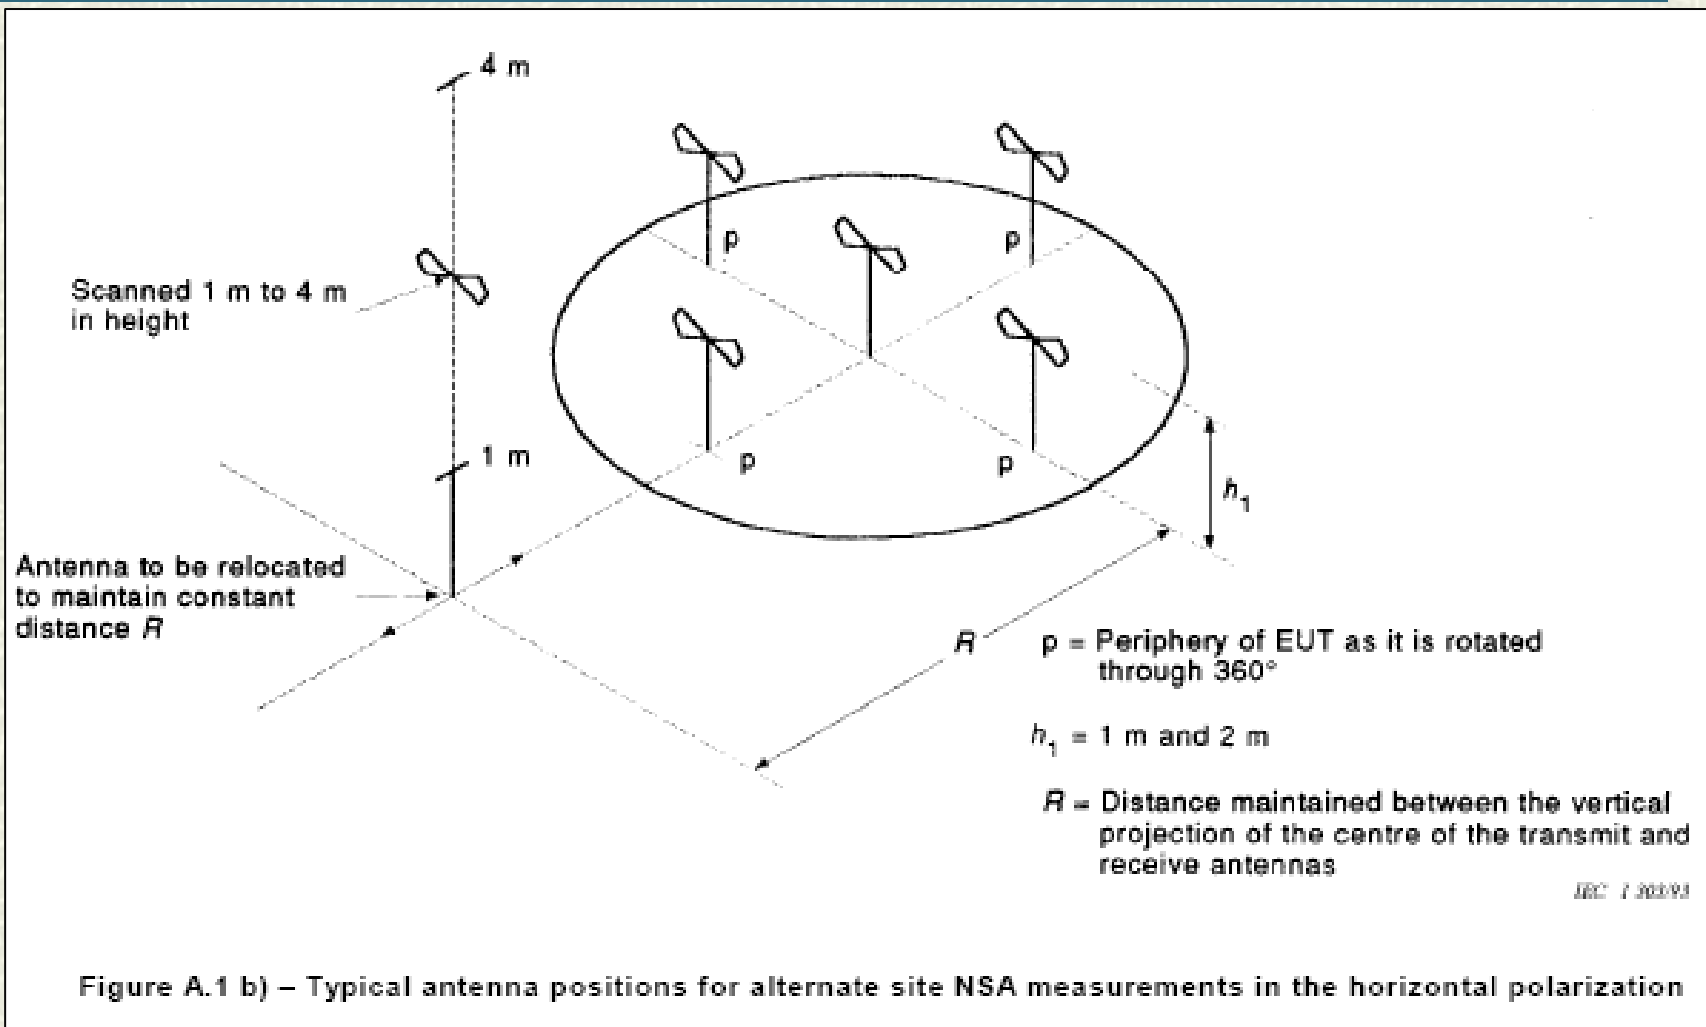 4 m
p
p
Scanned 1 m to 4 m
in height
1 m
p
p
h1
Antenna to be relocated
to maintain constant
distance R
R
p = Periphery of EUT as it is rotated
through 360°
h1 = 1 m and 2 m
R = Distance maintained between the vertical
projection of the centre of the transmit and
receive antennas
IEC
Figure A.1 b) – Typical antenna positions for alternate site NSA measurements in the horizontal polarization